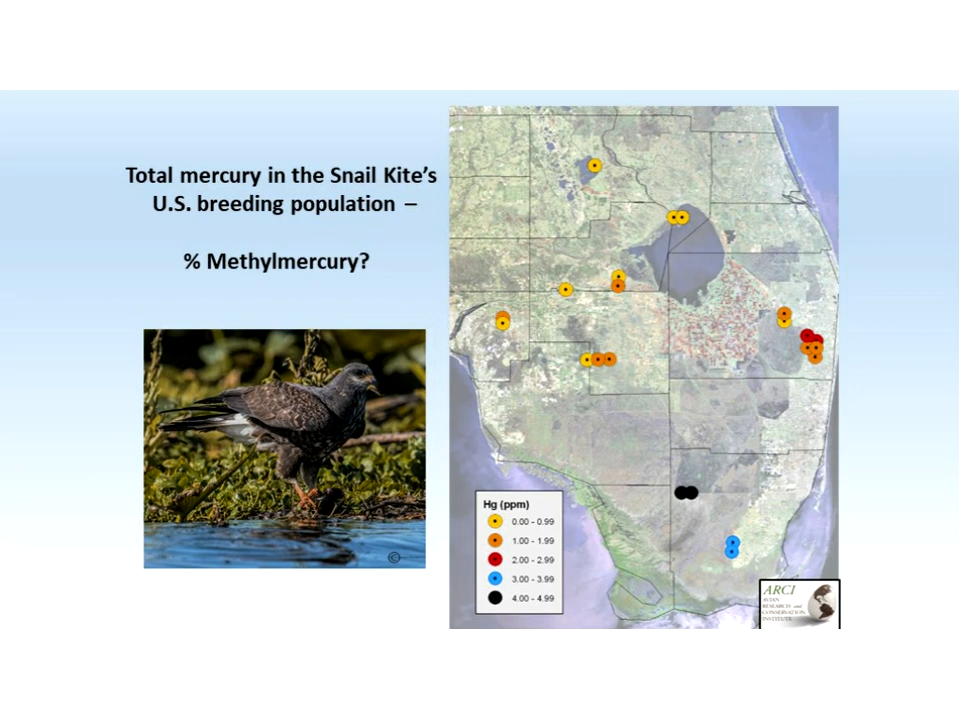 Total mercury in the Snail Kite's
U.S. breeding population –
% Methylmercury?
Hg (ppm)
0.00 - 0.99
1.00 - 1.99
2.00 - 2.99
3.00 - 3.99
4.00 - 4.99
©
ARCI
AVIAN
RESEARCH and
CONSERVATION
INSTITUTE